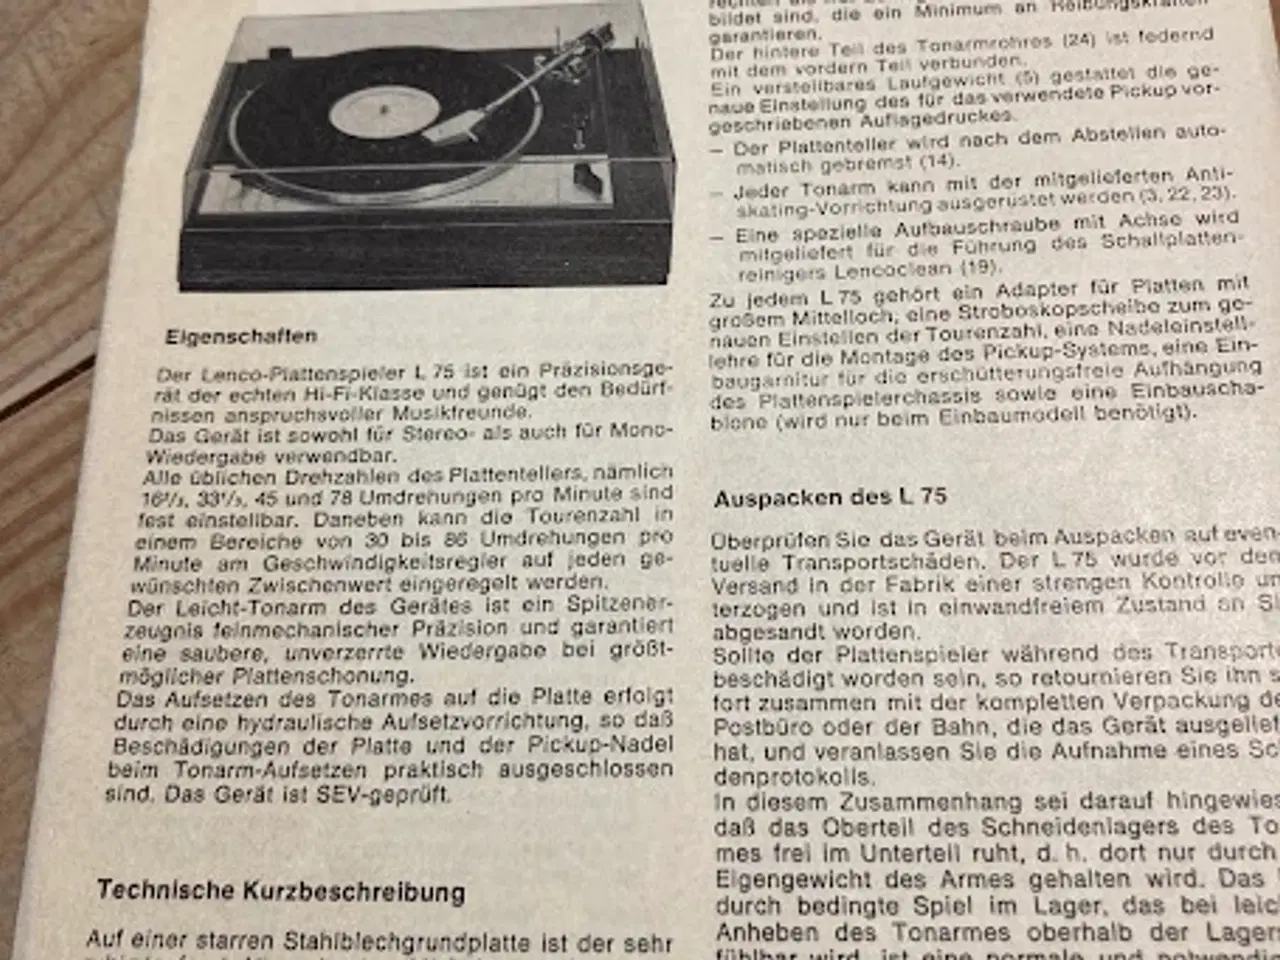 Eigenschaften
Der Lenco-Plattenspieler L 75 ist ein Präzisionsge-
rät der echten Hi-Fi-Klasse und genügt den Bedürf-
nissen anspruchsvoller Musikfreunde.
Das Gerät ist sowohl für Stereo- als auch für Mono-
Wiedergabe verwendbar.
Alle üblichen Drehzahlen des Plattentellers, nämlich
16²/₃, 33¹/₃, 45 und 78 Umdrehungen pro Minute sind
fest einstellbar. Daneben kann die Tourenzahl in
einem Bereiche von 30 bis 86 Umdrehungen pro
Minute am Geschwindigkeitsregler auf jeden ge-
wünschten Zwischenwert eingeregelt werden.
Der Leicht-Tonarm des Gerätes ist ein Spitzener-
zeugnis feinmechanischer Präzision und garantiert
eine saubere, unverzerrte Wiedergabe bei größt-
möglicher Plattenschonung.
Das Aufsetzen des Tonarmes auf die Platte erfolgt
durch eine hydraulische Aufsetzvorrichtung, so daß
Beschädigungen der Platte und der Pickup-Nadel
beim Tonarm-Aufsetzen praktisch ausgeschlossen
sind. Das Gerät ist SEV-geprüft.
Technische Kurzbeschreibung
Auf einer starren Stahlblechgrundplatte ist der sehr
bildet sind, die ein Minimum an Reibungskräften
garantieren.
Der hintere Teil des Tonarmrohres (24) ist federnd
mit dem vordern Teil verbunden.
Ein verstellbares Laufgewicht (5) gestattet die ge-
naue Einstellung des für das verwendete Pickup vor-
geschriebenen Auflagedruckes.
– Der Plattenteller wird nach dem Abstellen auto-
matisch gebremst (14).
– Jeder Tonarm kann mit der mitgelieferten Anti-
skating-Vorrichtung ausgerüstet werden (3, 22, 23).
– Eine spezielle Aufbauschraube mit Achse wird
mitgeliefert für die Führung des Schallplatten-
reinigers Lencoclean (19).
Zu jedem L 75 gehört ein Adapter für Platten mit
großem Mittelloch, eine Stroboskopscheibe zum ge-
nauen Einstellen der Tourenzahl, eine Nadeleinstell-
lehre für die Montage des Pickup-Systems, eine Ein-
baugarnitur für die erschütterungsfreie Aufhängung
des Plattenspielerchassis sowie eine Einbauscha-
blone (wird nur beim Einbaumodell benötigt).
Auspacken des L 75
Überprüfen Sie das Gerät beim Auspacken auf even-
tuelle Transportschäden. Der L 75 wurde vor dem
Versand in der Fabrik einer strengen Kontrolle un
terzogen und ist in einwandfreiem Zustand an Si
abgesandt worden.
Sollte der Plattenspieler während des Transporte
beschädigt worden sein, so retournieren Sie ihn s
fort zusammen mit der kompletten Verpackung de
Postbüro oder der Bahn, die das Gerät ausgelief
hat, und veranlassen Sie die Aufnahme eines Sc
denprotokolls.
In diesem Zusammenhang sei darauf hingewies
daß das Oberteil des Schneidenlagers des To
mes frei im Unterteil ruht, d. h. dort nur durch
Eigengewicht des Armes gehalten wird. Das
durch bedingte Spiel im Lager, das bei leic
Anheben des Tonarmes oberhalb der Lagers
fühlbar wird, ist eine normale und notwendig